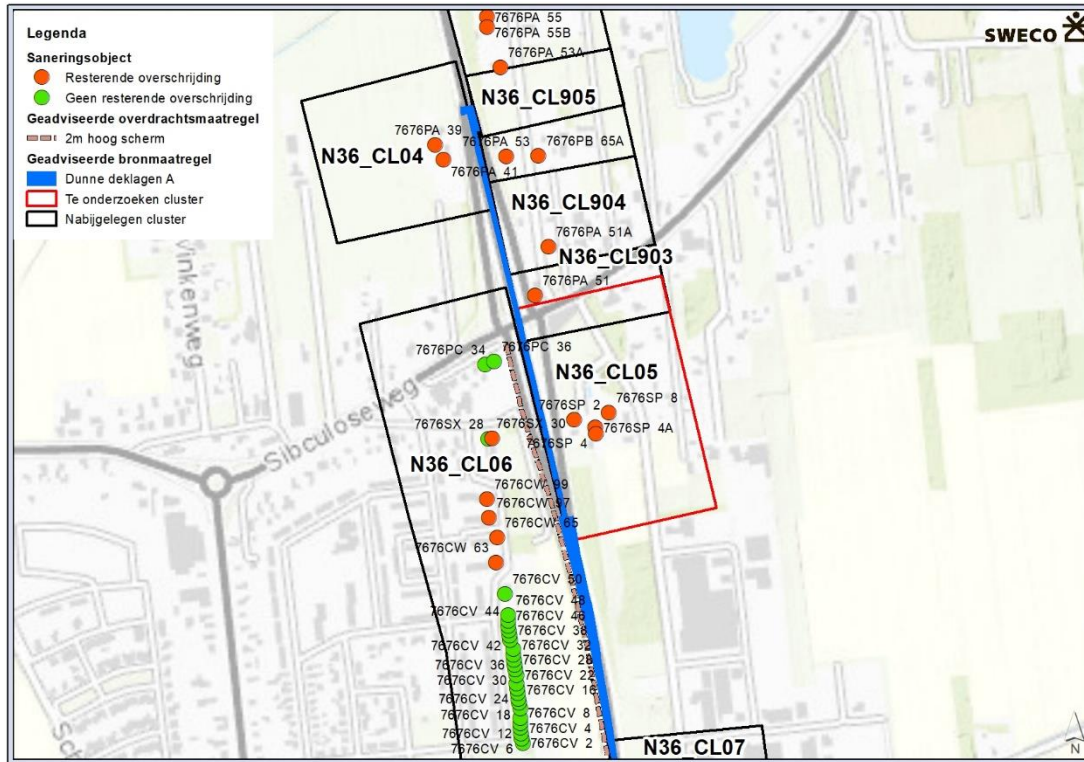 Legenda
Saneringsobject
Resterende overschrijding
Geen resterende overschrijding
Geadviseerde overdrachtsmaatregel
2m hoog scherm
Geadviseerde bronmaatregel
Dunne deklagen A
Te onderzoeken cluster
Nabijgelegen cluster
SWECO
7676PA 55
7676PA 55B
7676PA 53A
N36_CL905
7676PA 39
7676PA 53
7676PB 65A
N36_CL04
7676PA 41
N36_CL904
7676PA 51A
N36_CL903
7676PA 51
Vinkenweg
7676PC 34
7676PC 36
N36_CL05
7676SP 2
7676SP 8
7676SX 28
7676SX 30
7676SP 4A
7676SP 4
Sibculoseweg
N36_CL06
7676CW 99
7676CW 97
7676CW 65
7676CW 63
7676CV 50
7676CV 48
7676CV 44
7676CV 46
7676CV 38
7676CV 42
7676CV 32
7676CV 36
7676CV 28
7676CV 30
7676CV 22
7676CV 24
7676CV 16
7676CV 18
7676CV 8
7676CV 12
7676CV 4
7676CV 6
7676CV 2
N36_CL07
N